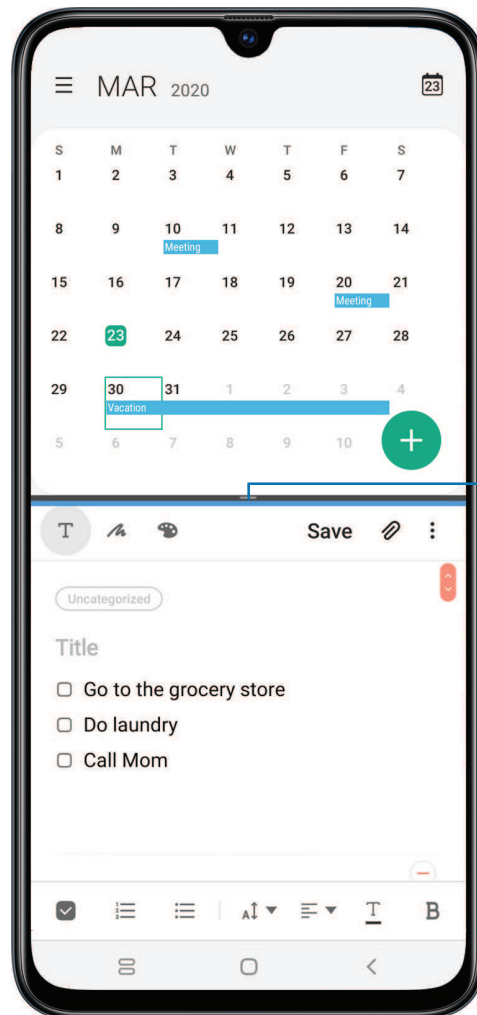 MAR 2020 23
S M T W T F S
1 2 3 4 5 6 7
8 9 10 11 12 13 14
Meeting
15 16 17 18 19 20 21
Meeting
22 23 24 25 26 27 28
29 30 31 1 2 3 4
Vacation
5 6 7 8 9 10
T Save
Uncategorized
Title
Go to the grocery store
Do laundry
Call Mom
A T B